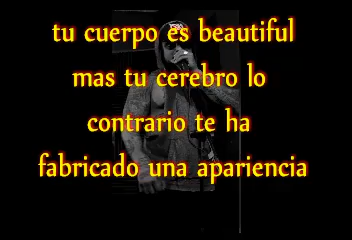 tu cuerpo es beautiful
mas tu cerebro lo
contrario te ha
fabricado una apariencia